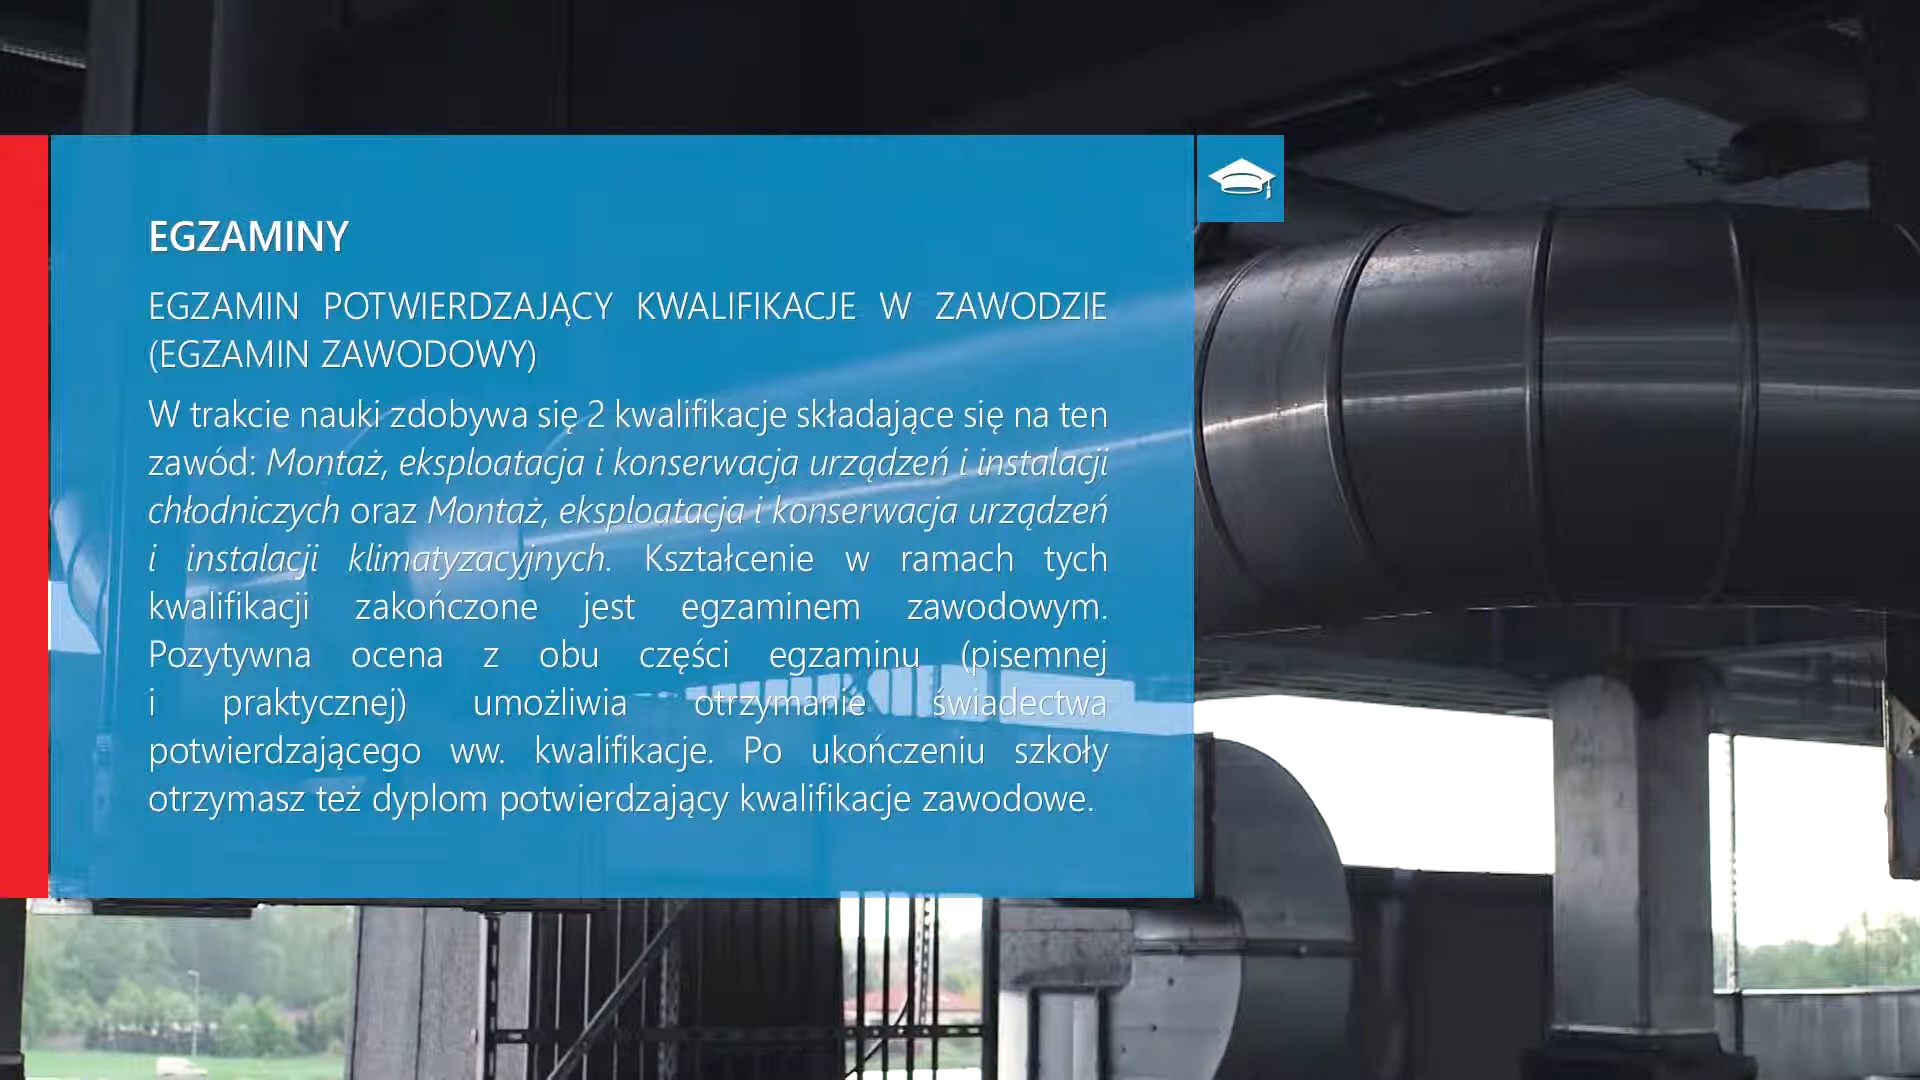 EGZAMINY
EGZAMIN POTWIERDZAJĄCY KWALIFIKACJE W ZAWODZIE
(EGZAMIN ZAWODOWY)
W trakcie nauki zdobywa się 2 kwalifikacje składające się na ten
zawód: Montaż, eksploatacja i konserwacja urządzeń i instalacji
chłodniczych oraz Montaż, eksploatacja i konserwacja urządzeń
i instalacji klimatyzacyjnych. Kształcenie w ramach tych
kwalifikacji zakończone jest egzaminem zawodowym.
Pozytywna ocena z obu części egzaminu (pisemnej
i praktycznej) umożliwia otrzymanie świadectwa
potwierdzającego ww. kwalifikacje. Po ukończeniu szkoły
otrzymasz też dyplom potwierdzający kwalifikacje zawodowe.